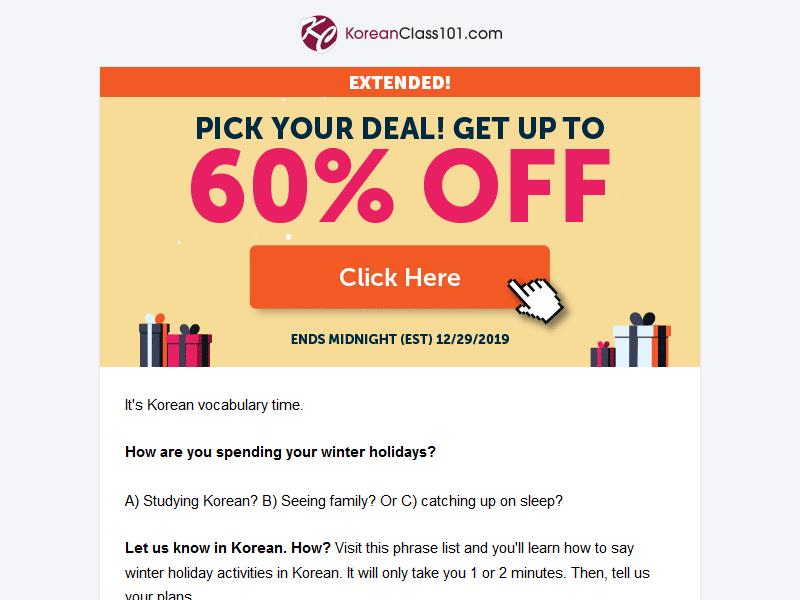 KoreanClass101.com
EXTENDED!
PICK YOUR DEAL! GET UP TO
60% OFF
Click Here
ENDS MIDNIGHT (EST) 12/29/2019
It's Korean vocabulary time.
How are you spending your winter holidays?
A) Studying Korean? B) Seeing family? Or C) catching up on sleep?
Let us know in Korean. How? Visit this phrase list and you'll learn how to say
winter holiday activities in Korean. It will only take you 1 or 2 minutes. Then, tell us
your plans